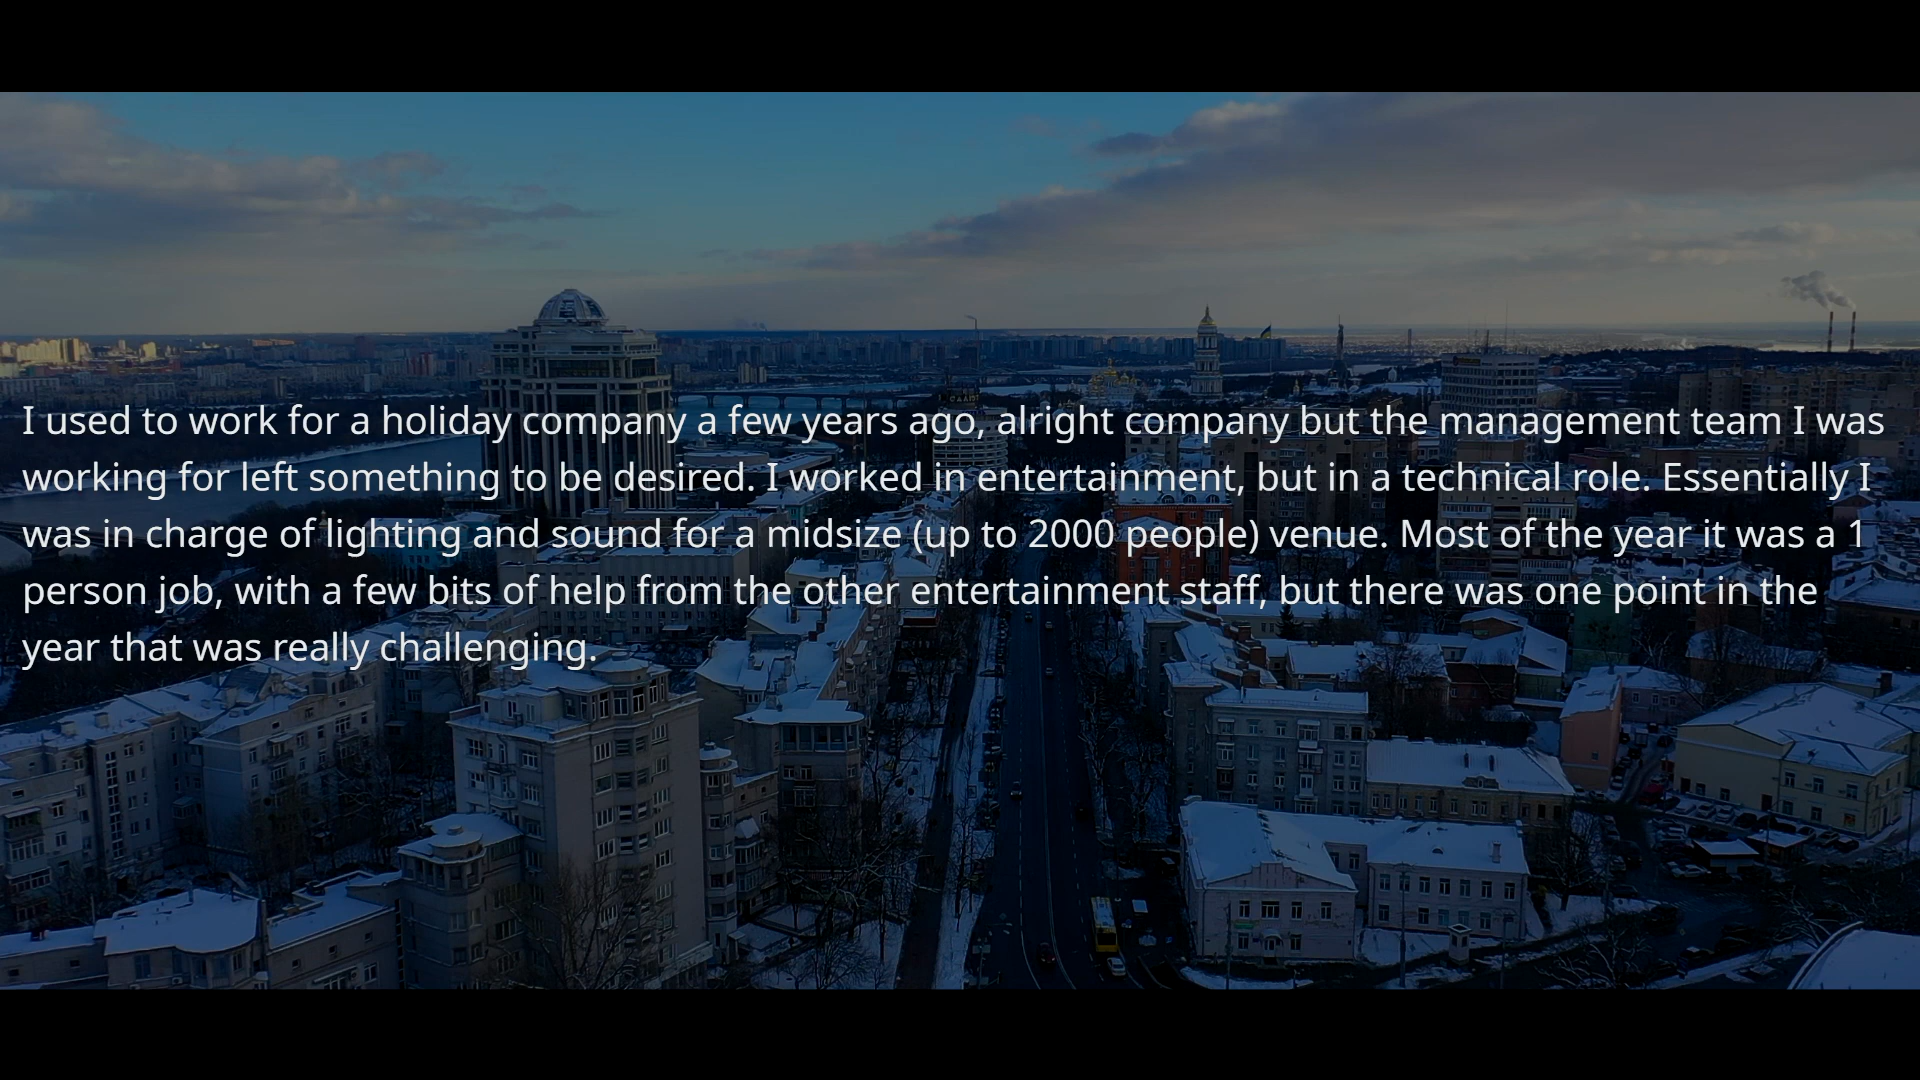 I used to work for a holiday company a few years ago, alright company but the management team I was
working for left something to be desired. I worked in entertainment, but in a technical role. Essentially I
was in charge of lighting and sound for a midsize (up to 2000 people) venue. Most of the year it was a 1
person job, with a few bits of help from the other entertainment staff, but there was one point in the
year that was really challenging.